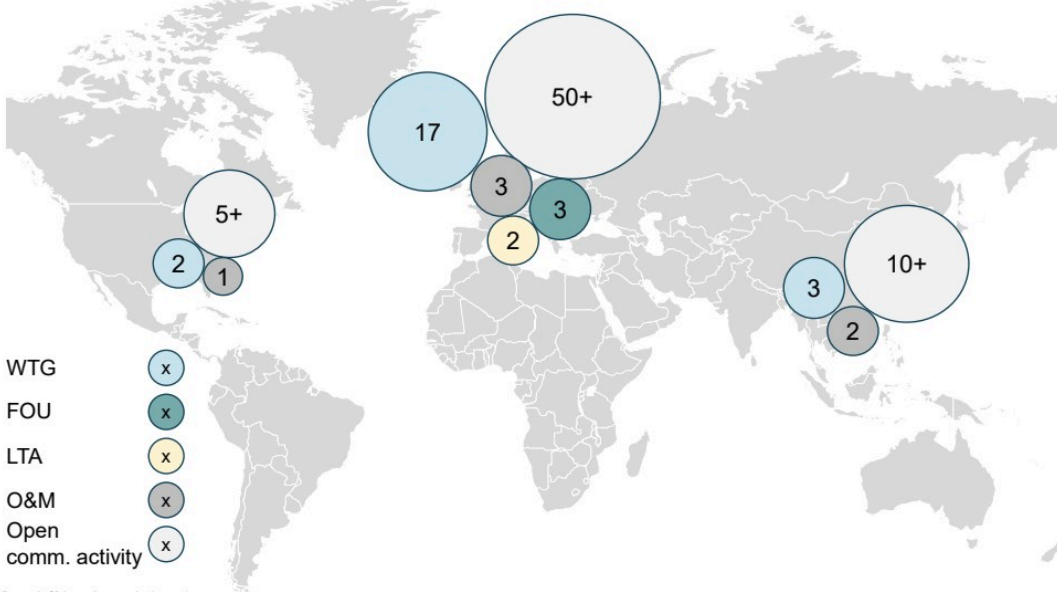 50+
17
3
3
5+
2
10+
2
1
3
2
WTG x
FOU x
LTA x
O&M x
Open
comm. activity x